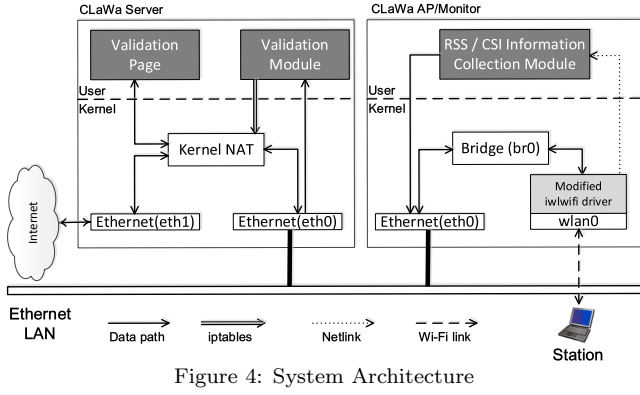 CLaWa Server
CLaWa AP/Monitor
Validation
Page
Validation
Module
RSS / CSI Information
Collection Module
User
Kernel
User
Kernel
Kernel NAT
Bridge (br0)
Modified
iwlwifi driver
wlan0
Internet
Ethernet(eth1)
Ethernet(eth0)
Ethernet(eth0)
Ethernet
LAN
Data path
iptables
Netlink
Wi-Fi link
Station
Figure 4: System Architecture